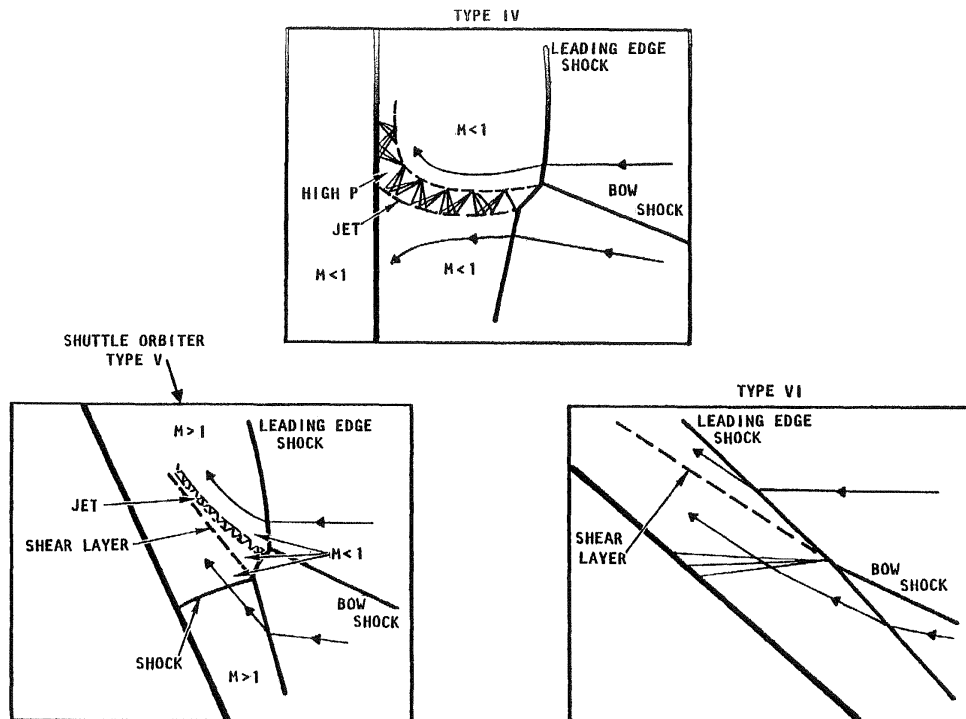 TYPE IV
LEADING EDGE
SHOCK
M<1
HIGH P
BOW
SHOCK
JET
M<1
M<1
SHUTTLE ORBITER
TYPE V
LEADING EDGE
SHOCK
M>1
JET
SHEAR LAYER
M<1
BOW
SHOCK
SHOCK
M>1
TYPE VI
LEADING EDGE
SHOCK
SHEAR
LAYER
BOW
SHOCK